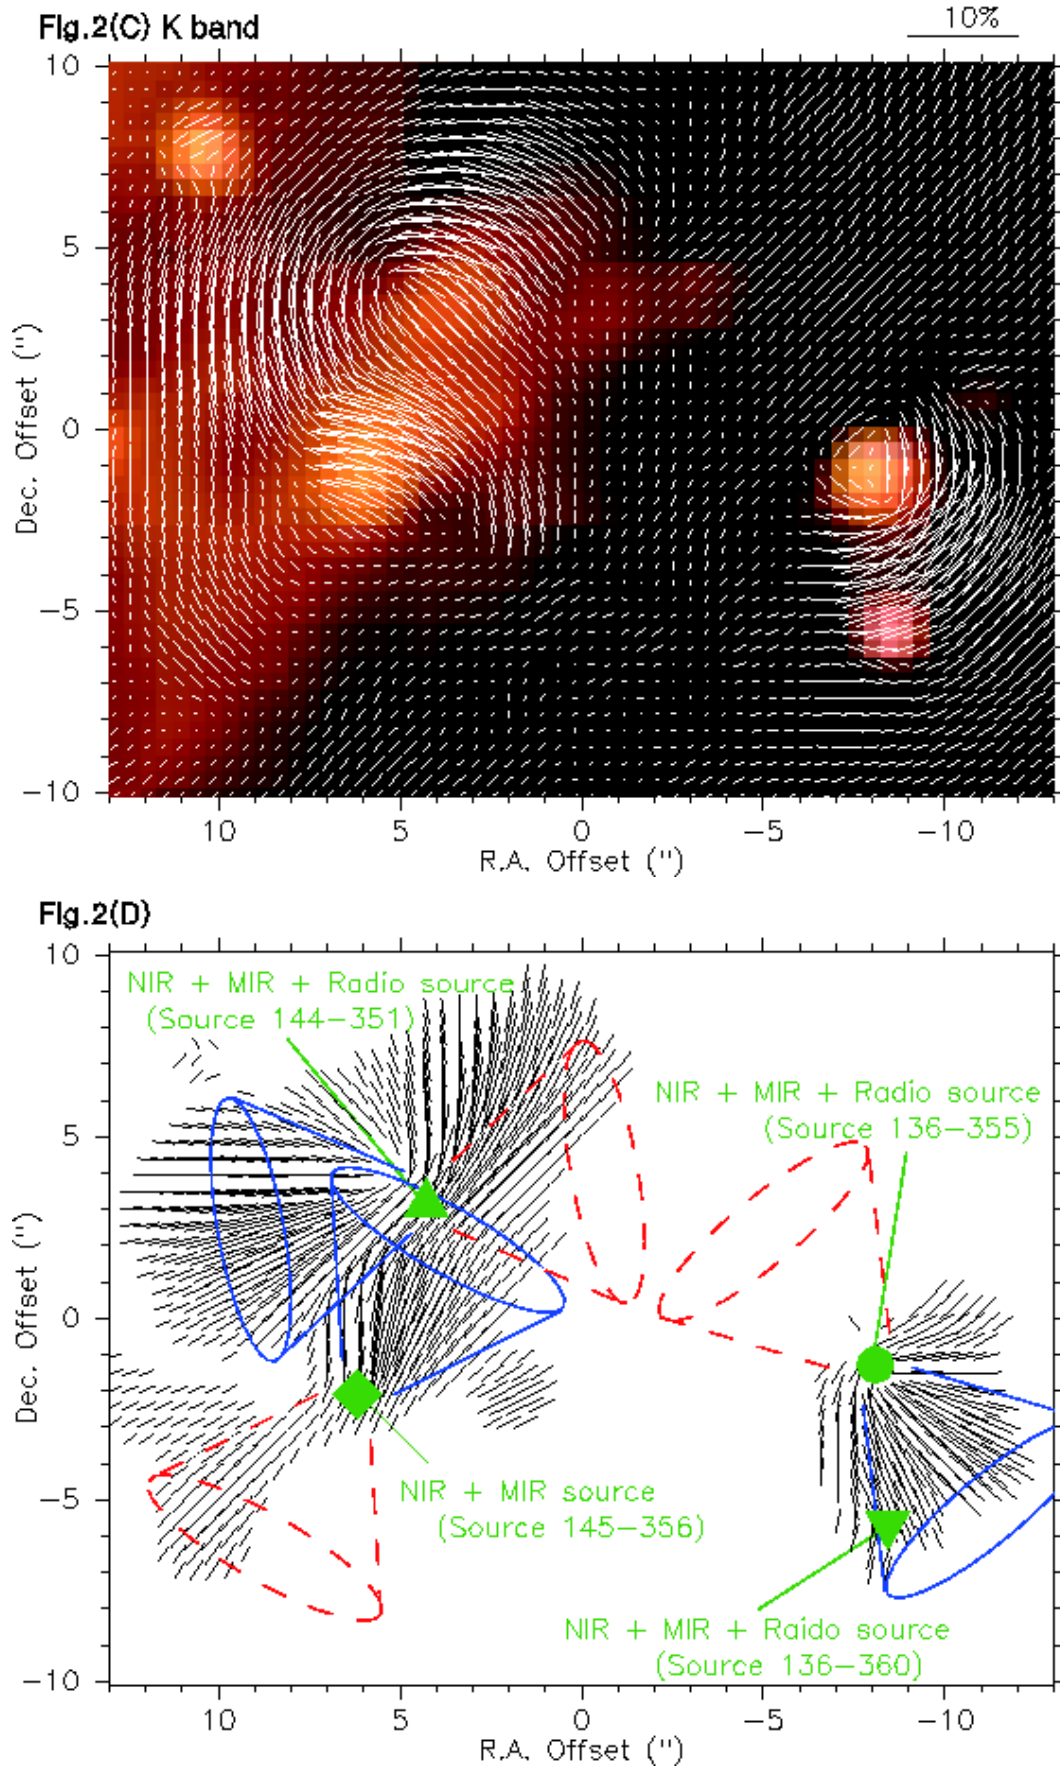 FIg.2(C) K band
10%
10
5
0
-5
-10
Dec. Offset (")
10 5 0 -5 -10
R.A. Offset (")
FIg.2(D)
10
5
0
-5
-10
Dec. Offset (")
NIR + MIR + Radio source
(Source 144-351)
NIR + MIR + Radio source
(Source 136-355)
NIR + MIR source
(Source 145-356)
NIR + MIR + Raido source
(Source 136-360)
10 5 0 -5 -10
R.A. Offset (")